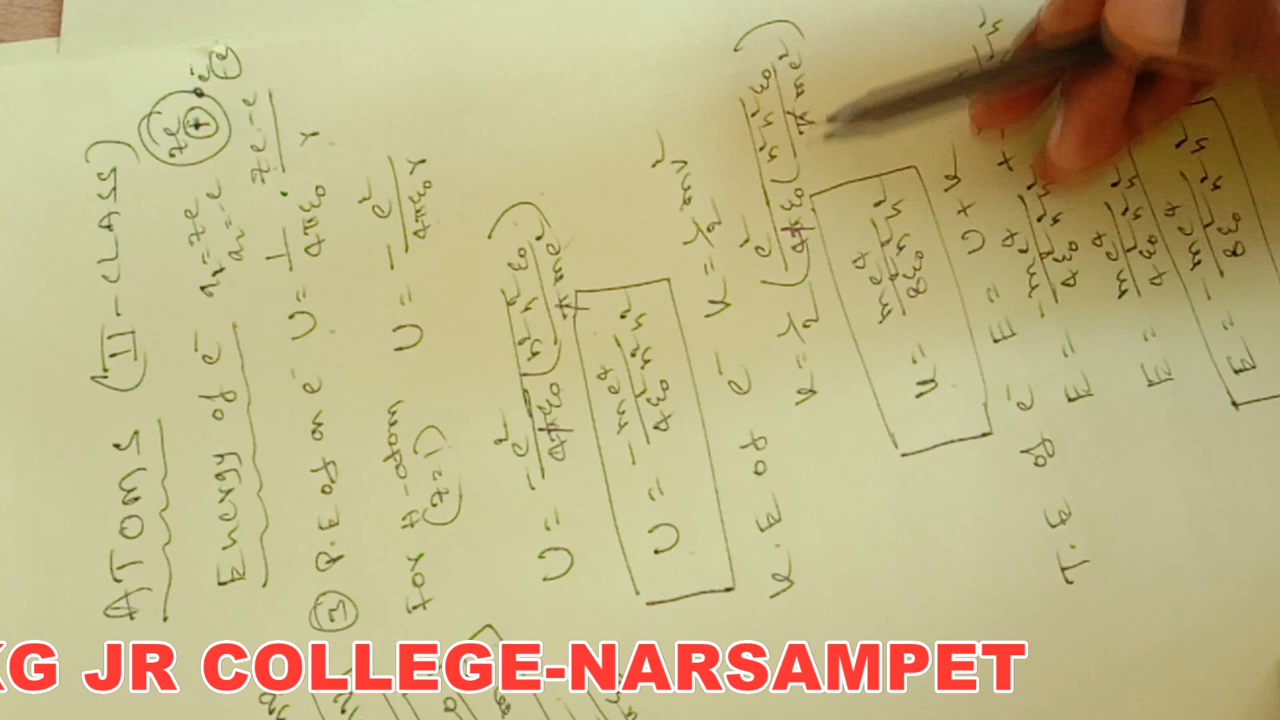 ATOMS (II - CLASS)
Energy of e⁻
q₁ = Ze
q₂ = -e
Ze
+
e⁻
③ P.E of an e⁻ U = 1/4πε₀ · Ze · -e/r
For H-atom U = - e²/4πε₀r
(Z=1)
U = - e²/4πε₀ (n²h²ε₀/πme²)
U = - me⁴/4ε₀²n²h²
K.E of e⁻ K = ½ mv²
K = ½ (e²/4πε₀ (n²h²ε₀/πme²))
K = me⁴/8ε₀²n²h²
T.E of e⁻ E = U + K
E = - me⁴/4ε₀²n²h² +
E = me⁴/4ε₀²n²h²
E = - me⁴/8ε₀²n²h²
KG JR COLLEGE-NARSAMPET